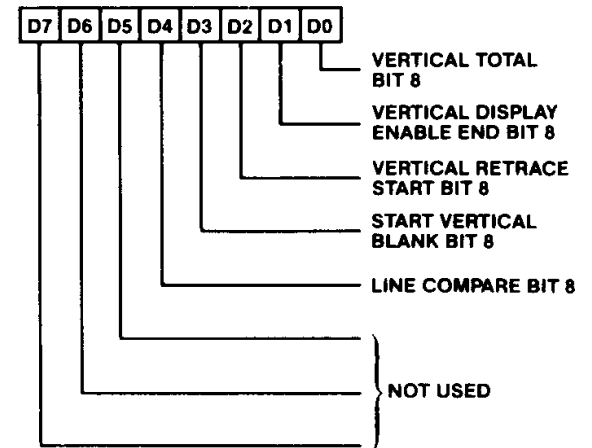 D7 D6 D5 D4 D3 D2 D1 D0
VERTICAL TOTAL
BIT 8
VERTICAL DISPLAY
ENABLE END BIT 8
VERTICAL RETRACE
START BIT 8
START VERTICAL
BLANK BIT 8
LINE COMPARE BIT 8
NOT USED